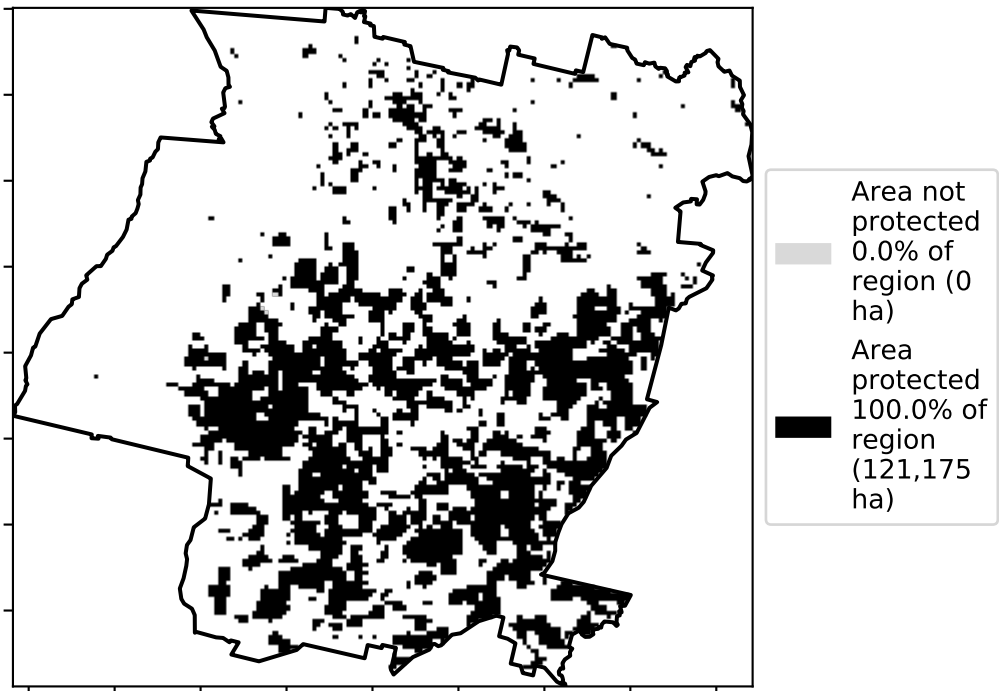 Area not
protected
0.0% of
region (0
ha)
Area
protected
100.0% of
region
(121,175
ha)